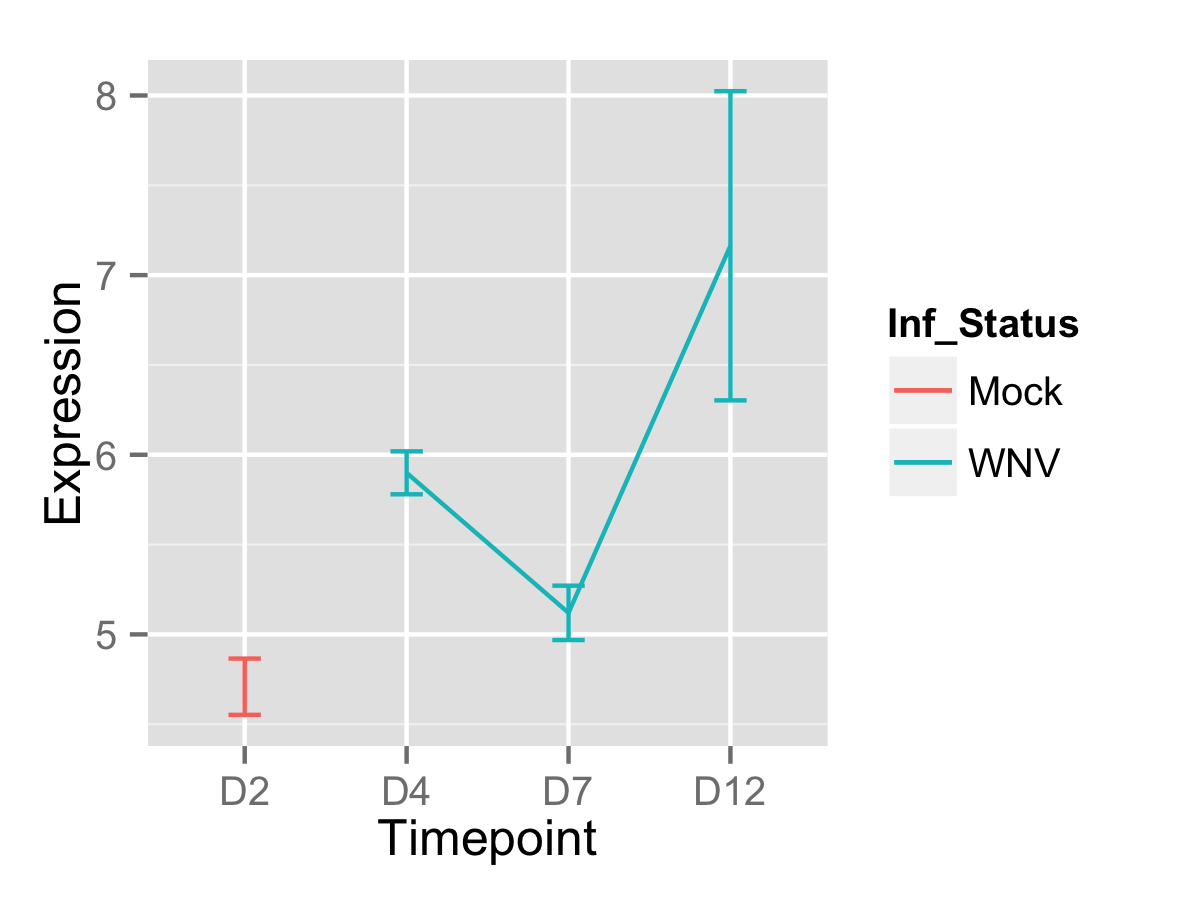 8
7
6
5
Expression
D2 D4 D7 D12
Timepoint
Inf_Status
Mock
WNV